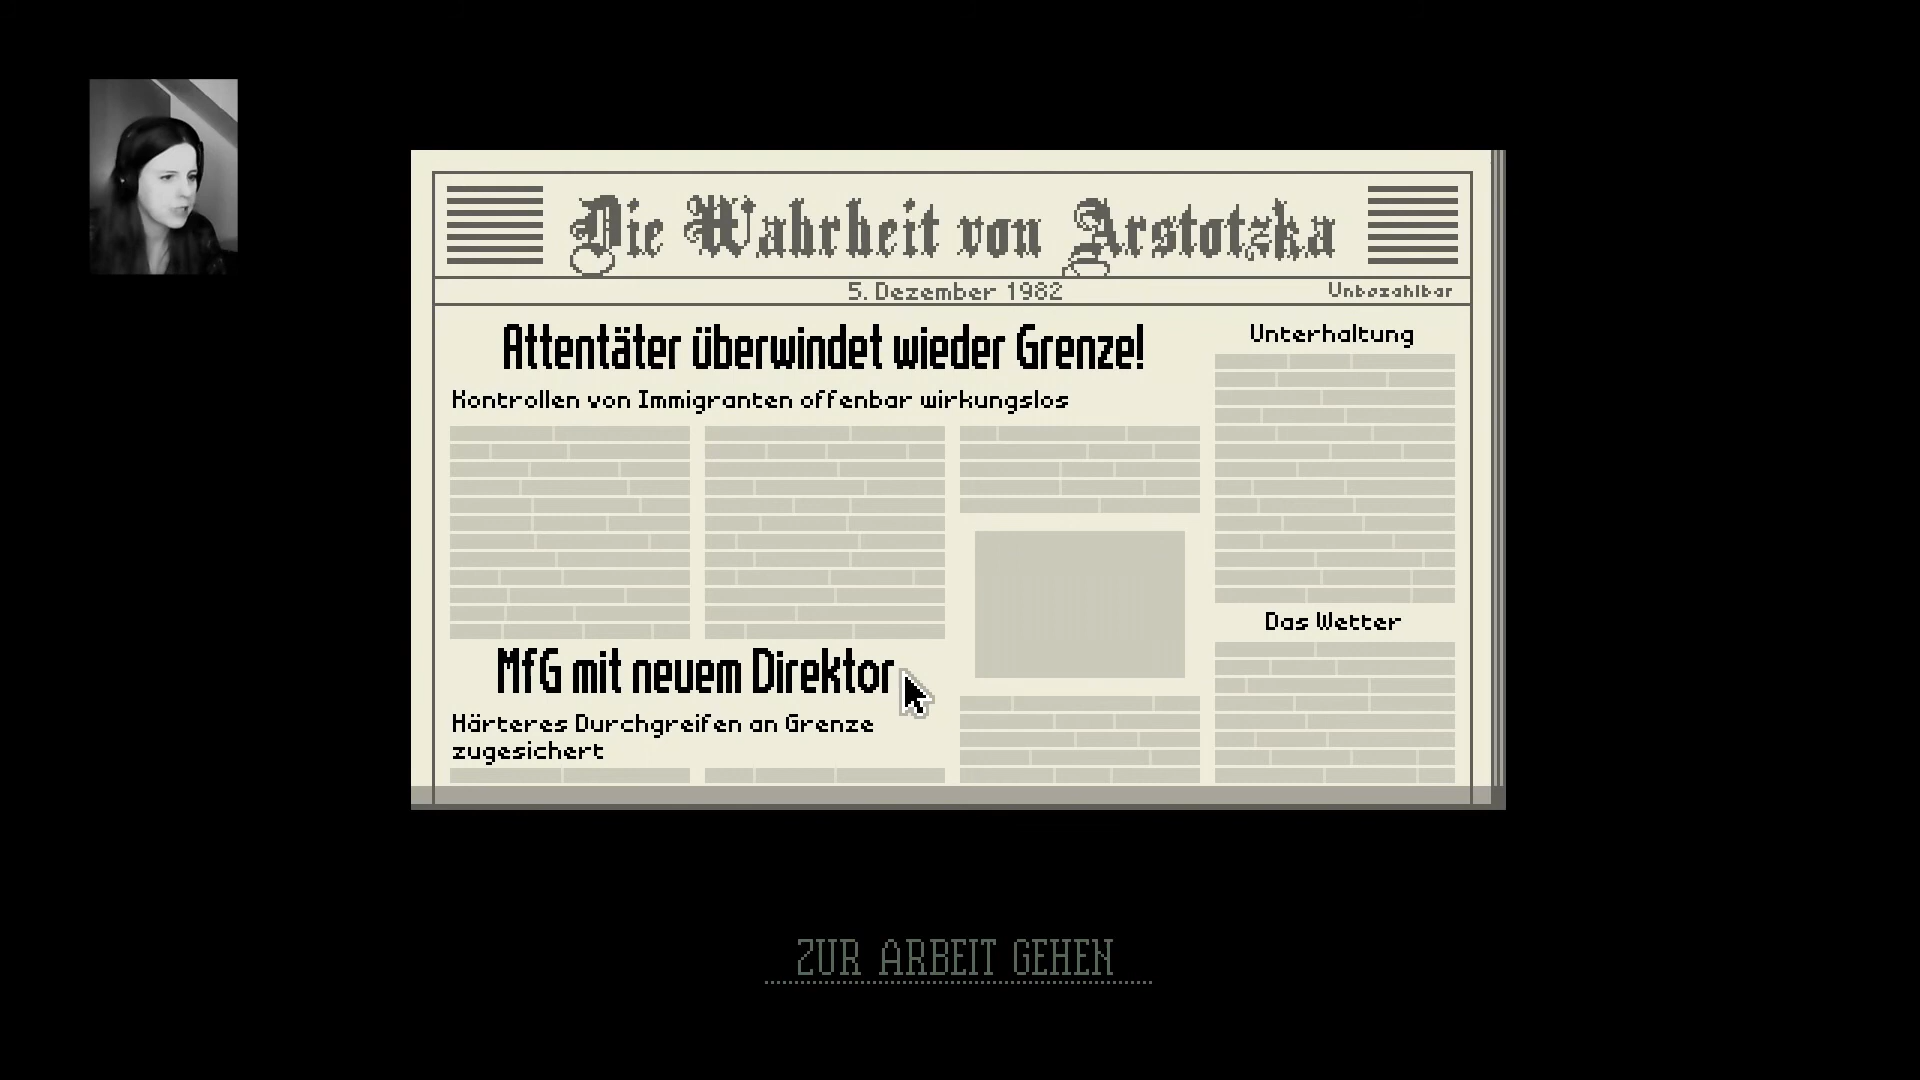 Die Wahrheit von Arstotzka
5. Dezember 1982
Unbezahlbar
Attentäter überwindet wieder Grenze!
Kontrollen von Immigranten offenbar wirkungslos
Unterhaltung
Das Wetter
MfG mit neuem Direktor
Härteres Durchgreifen an Grenze
zugesichert
ZUR ARBEIT GEHEN